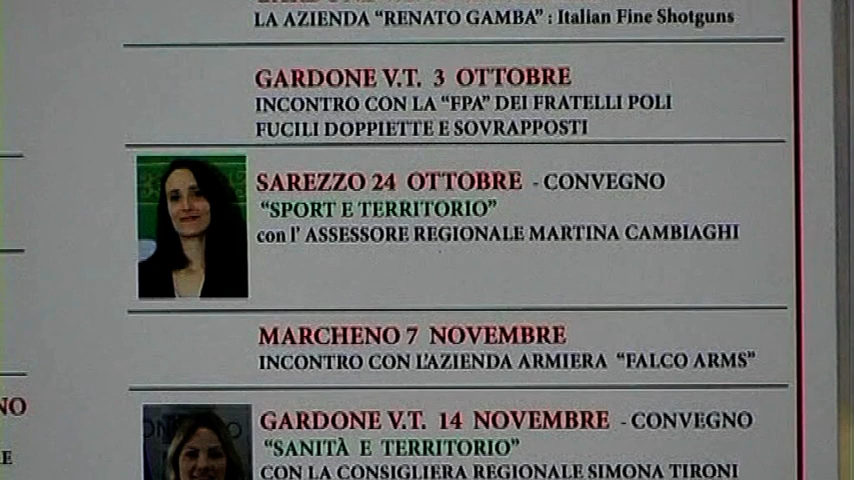 LA AZIENDA “RENATO GAMBA” : Italian Fine Shotguns
GARDONE V.T. 3 OTTOBRE
INCONTRO CON LA “FPA” DEI FRATELLI POLI
FUCILI DOPPIETTE E SOVRAPPOSTI
SAREZZO 24 OTTOBRE - CONVEGNO
“SPORT E TERRITORIO”
con l’ ASSESSORE REGIONALE MARTINA CAMBIAGHI
MARCHENO 7 NOVEMBRE
INCONTRO CON L’AZIENDA ARMIERA “FALCO ARMS”
NO
E
GARDONE V.T. 14 NOVEMBRE - CONVEGNO
“SANITÀ E TERRITORIO”
CON LA CONSIGLIERA REGIONALE SIMONA TIRONI